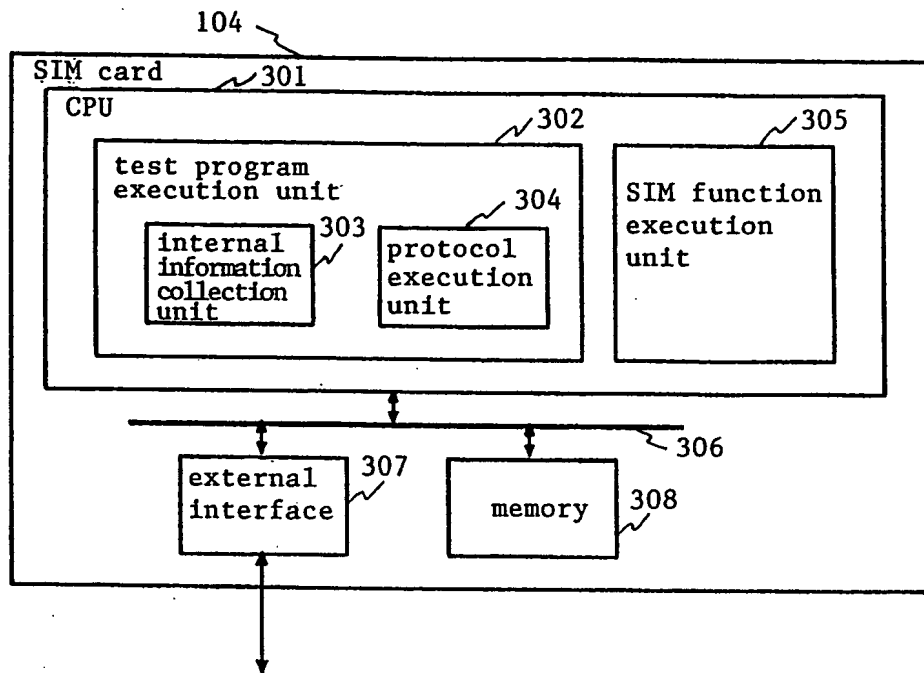 104
SIM card
301
CPU
302
305
test program
execution unit
303
304
internal
information
collection
unit
protocol
execution
unit
SIM function
execution
unit
306
external
interface
307
memory
308